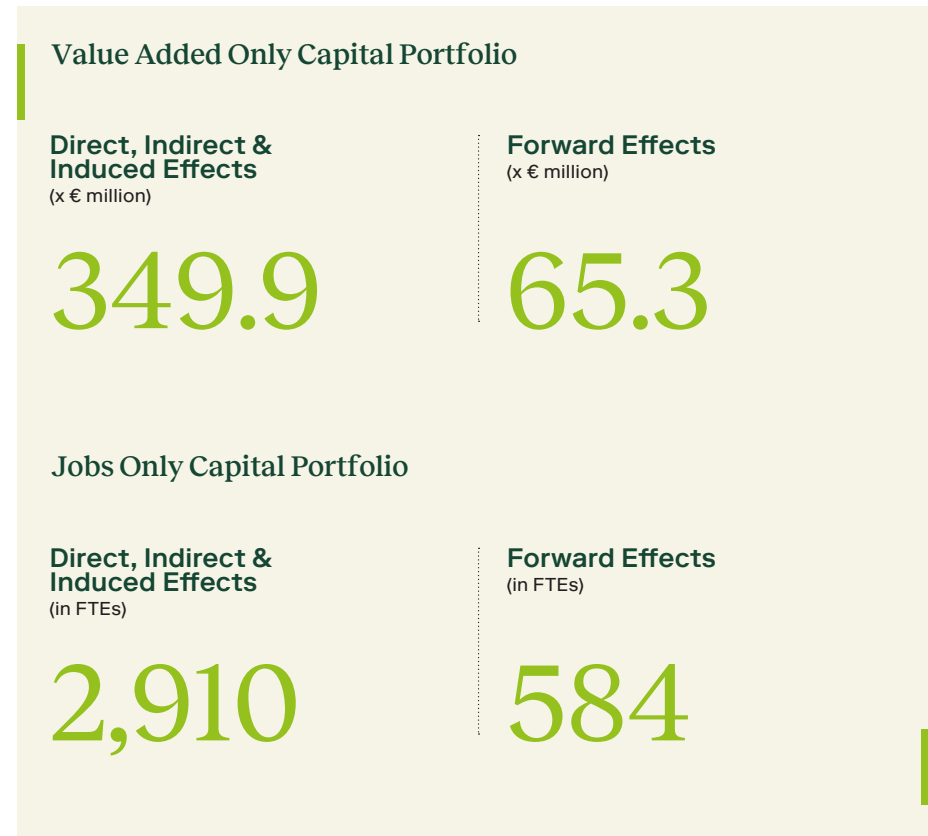 Value Added Only Capital Portfolio
Direct, Indirect &
Induced Effects
(x € million)
349.9
Forward Effects
(x € million)
65.3
Jobs Only Capital Portfolio
Direct, Indirect &
Induced Effects
(in FTEs)
2,910
Forward Effects
(in FTEs)
584